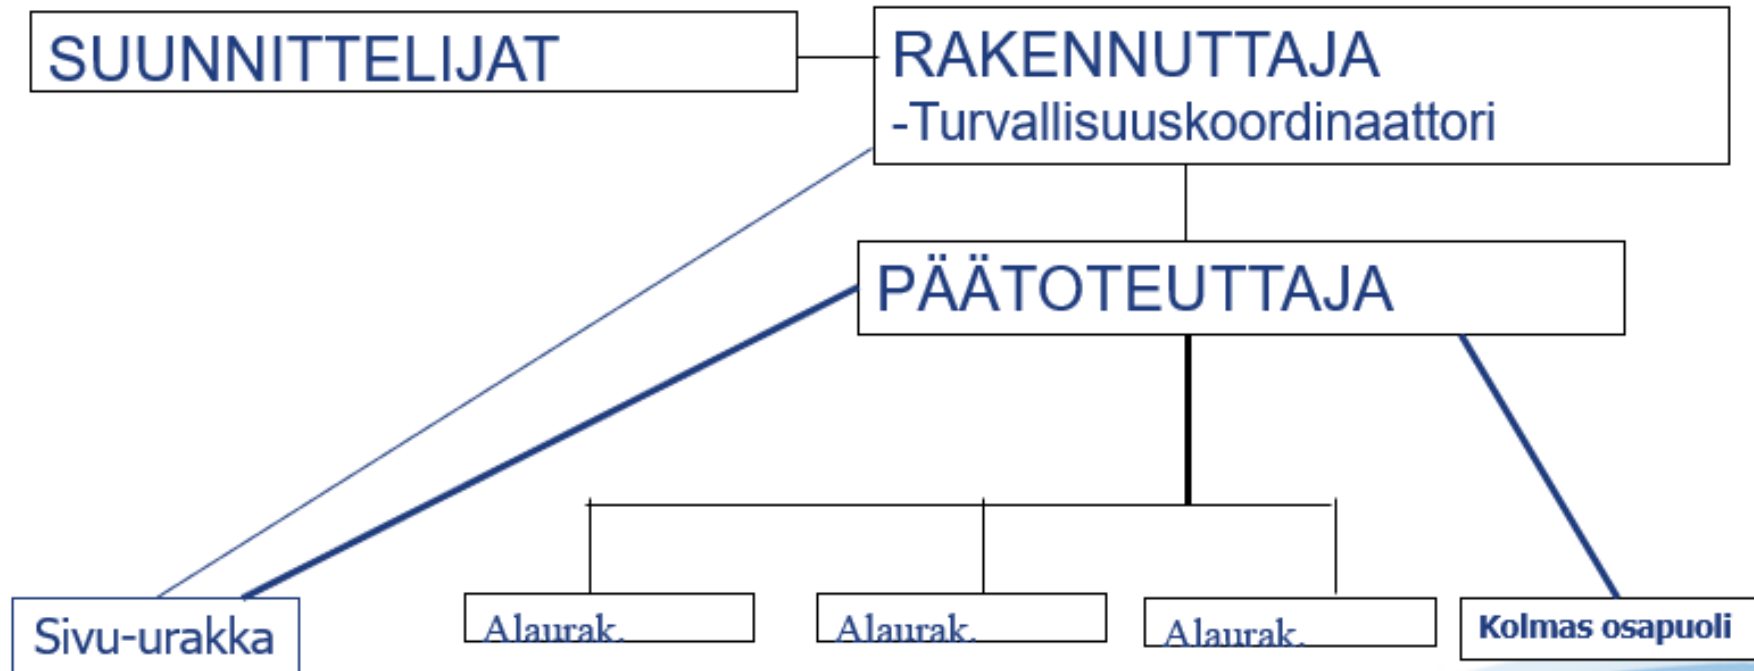 SUUNNITTELIJAT
RAKENNUTTAJA
-Turvallisuuskoordinaattori
PÄÄTOTEUTTAJA
Sivu-urakka
Alaurak.
Alaurak.
Alaurak.
Kolmas osapuoli